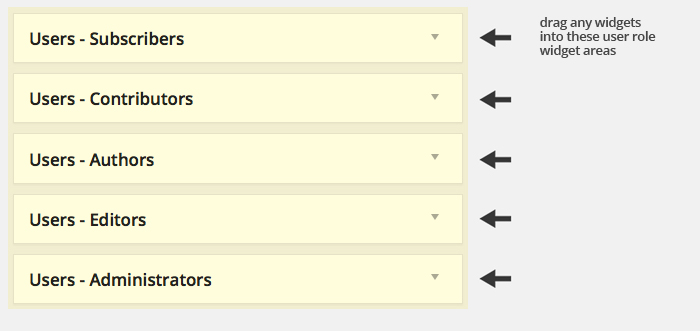 Users - Subscribers
drag any widgets
into these user role
widget areas
Users - Contributors
Users - Authors
Users - Editors
Users - Administrators